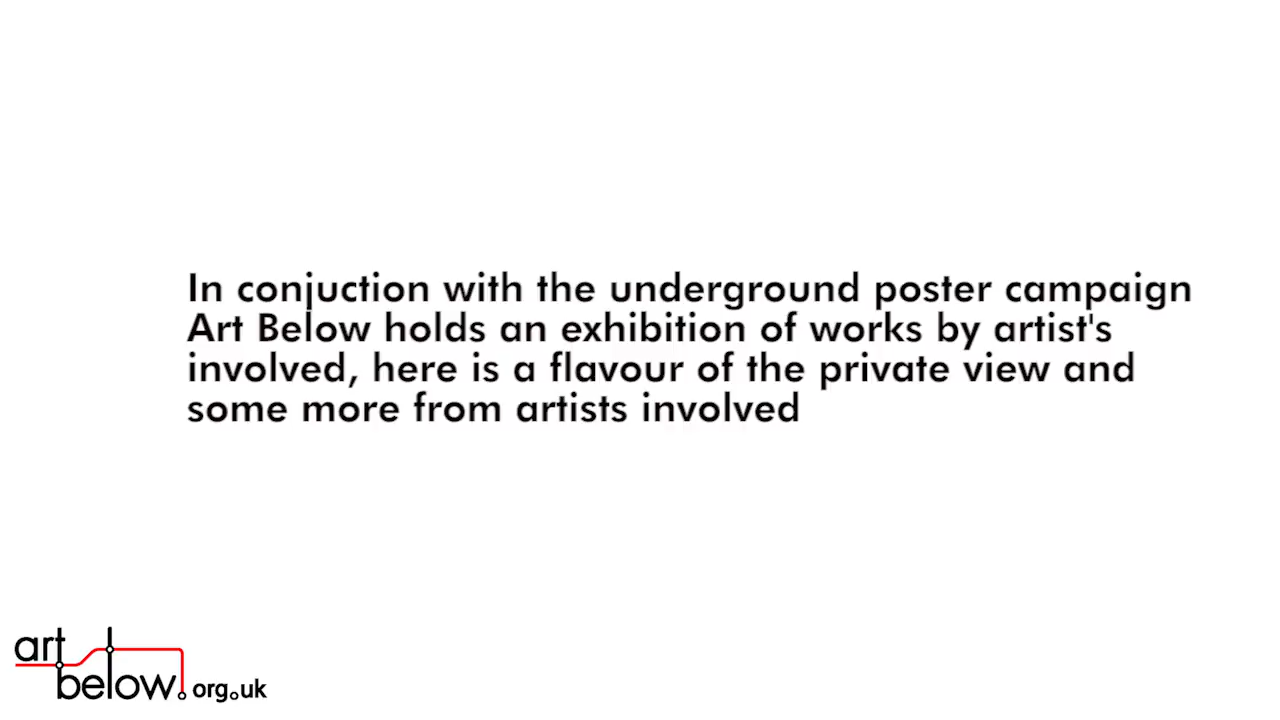 In conjuction with the underground poster campaign
Art Below holds an exhibition of works by artist's
involved, here is a flavour of the private view and
some more from artists involved
art
below.org.uk